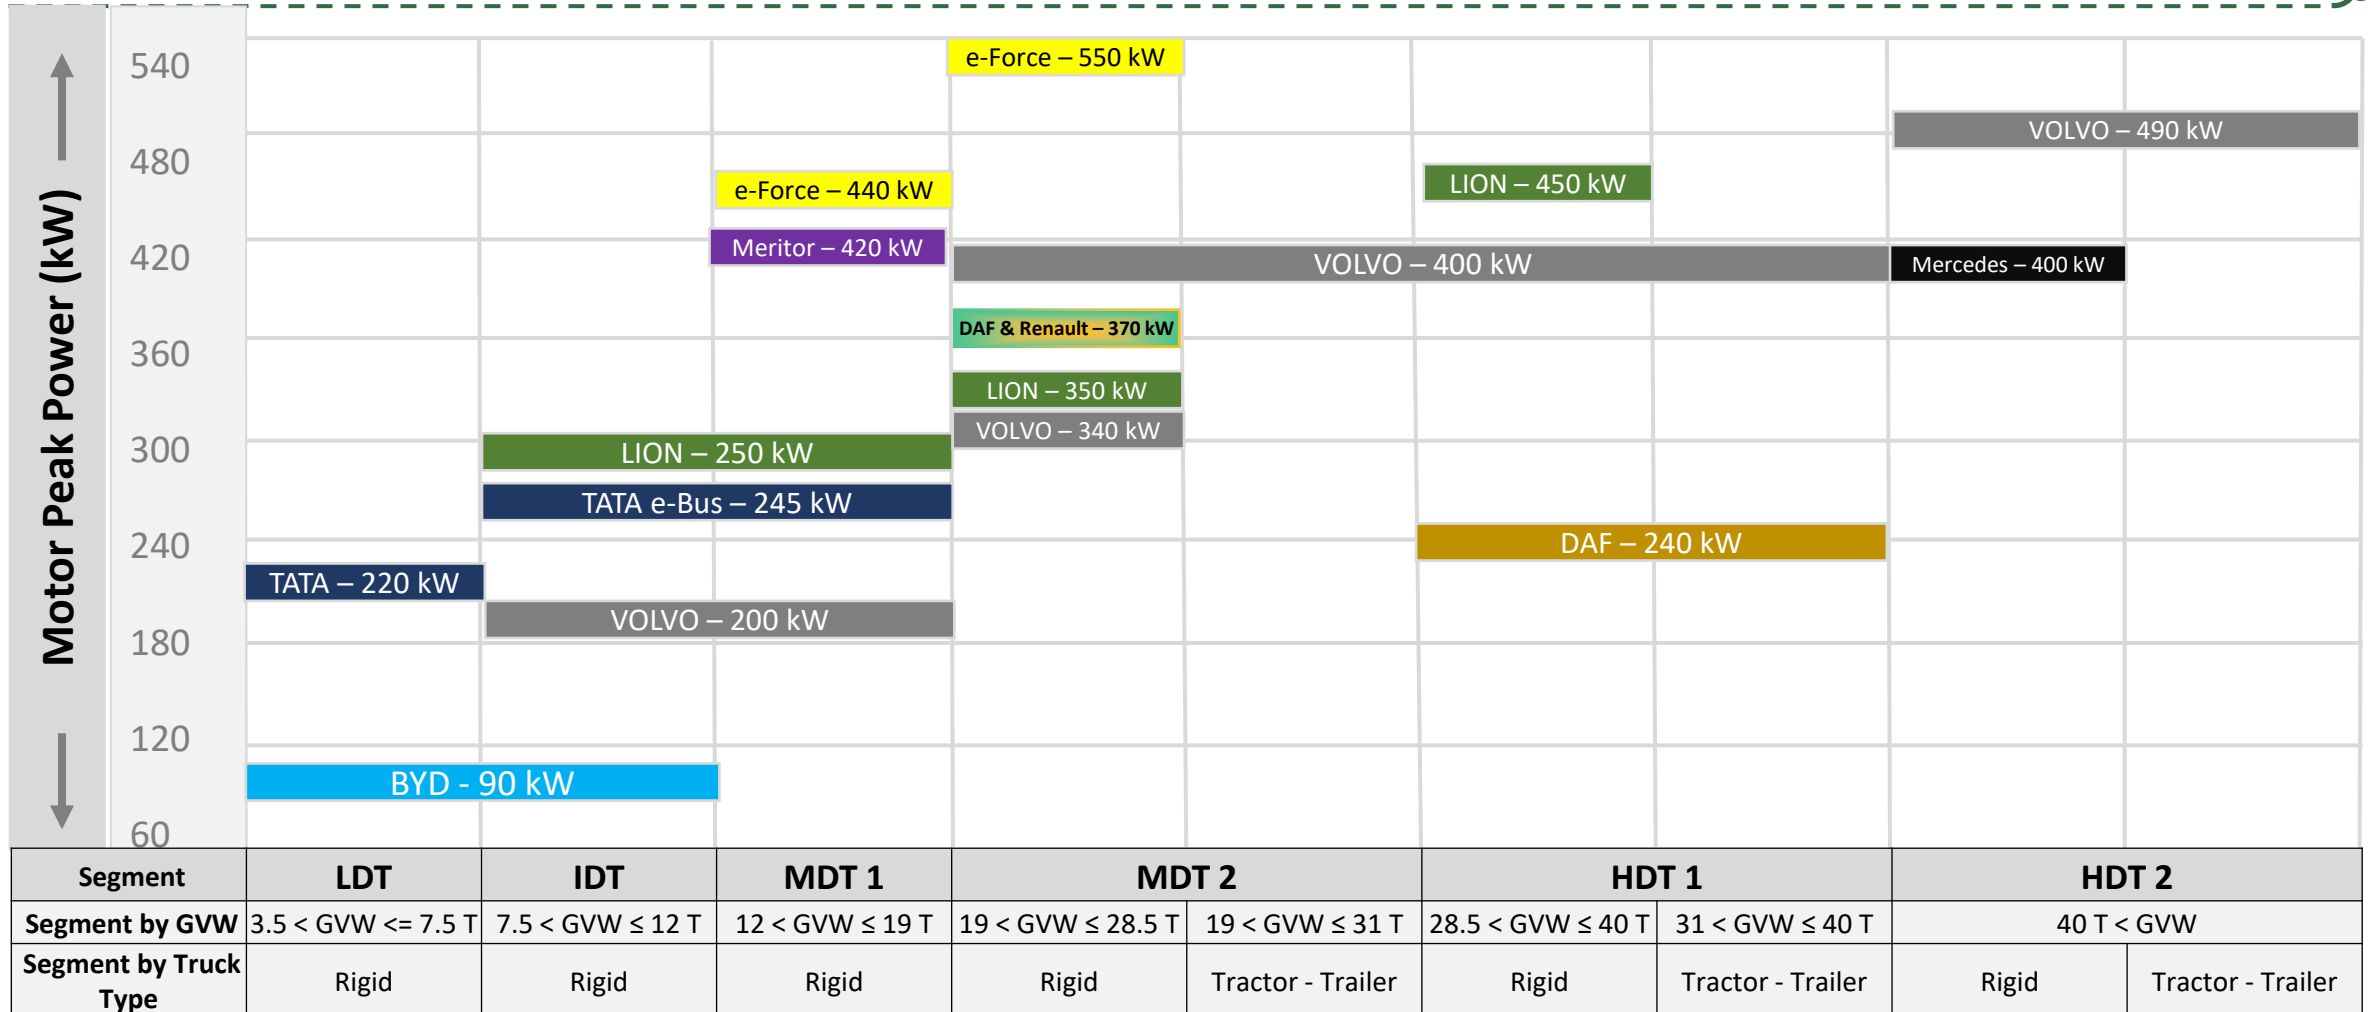 Motor Peak Power (kW)
540
480
420
360
300
240
180
120
60
e-Force – 550 kW
VOLVO – 490 kW
e-Force – 440 kW
LION – 450 kW
Meritor – 420 kW
VOLVO – 400 kW
Mercedes – 400 kW
DAF & Renault – 370 kW
LION – 350 kW
VOLVO – 340 kW
LION – 250 kW
TATA e-Bus – 245 kW
DAF – 240 kW
TATA – 220 kW
VOLVO – 200 kW
BYD - 90 kW
Segment LDT IDT MDT 1 MDT 2 HDT 1 HDT 2
Segment by GVW 3.5 < GVW <= 7.5 T 7.5 < GVW ≤ 12 T 12 < GVW ≤ 19 T 19 < GVW ≤ 28.5 T 19 < GVW ≤ 31 T 28.5 < GVW ≤ 40 T 31 < GVW ≤ 40 T 40 T < GVW
Segment by Truck
Type
Rigid Rigid Rigid Rigid Tractor - Trailer Rigid Tractor - Trailer Rigid Tractor - Trailer